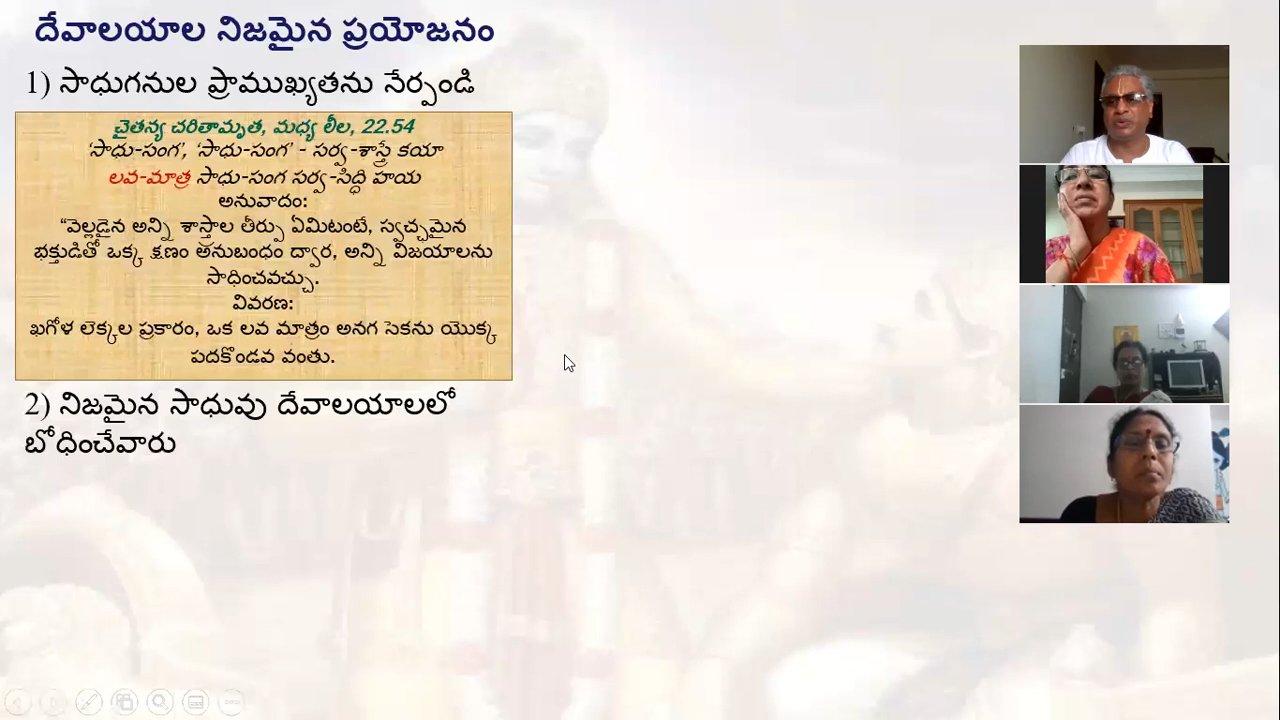 దేవాలయాల నిజమైన ప్రయోజనం
1) సాధుగనుల ప్రాముఖ్యతను నేర్పండి
చైతన్య చరితామృత, మధ్య లీల, 22.54
‘సాధు-సంగ’, ‘సాధు-సంగ’ - సర్వ-శాస్త్రే కయా
లవ-మాత్ర సాధు-సంగ సర్వ-సిద్ధి హయ
అనువాదం:
“వెల్లడైన అన్ని శాస్త్రాల తీర్పు ఏమిటంటే, స్వచ్ఛమైన
భక్తుడితో ఒక్క క్షణం అనుబంధం ద్వార, అన్ని విజయాలను
సాధించవచ్చు.
వివరణ:
ఖగోళ లెక్కల ప్రకారం, ఒక లవ మాత్రం అనగ సెకను యొక్క
పదకొండవ వంతు.
2) నిజమైన సాధువు దేవాలయాలలో
బోధించేవారు